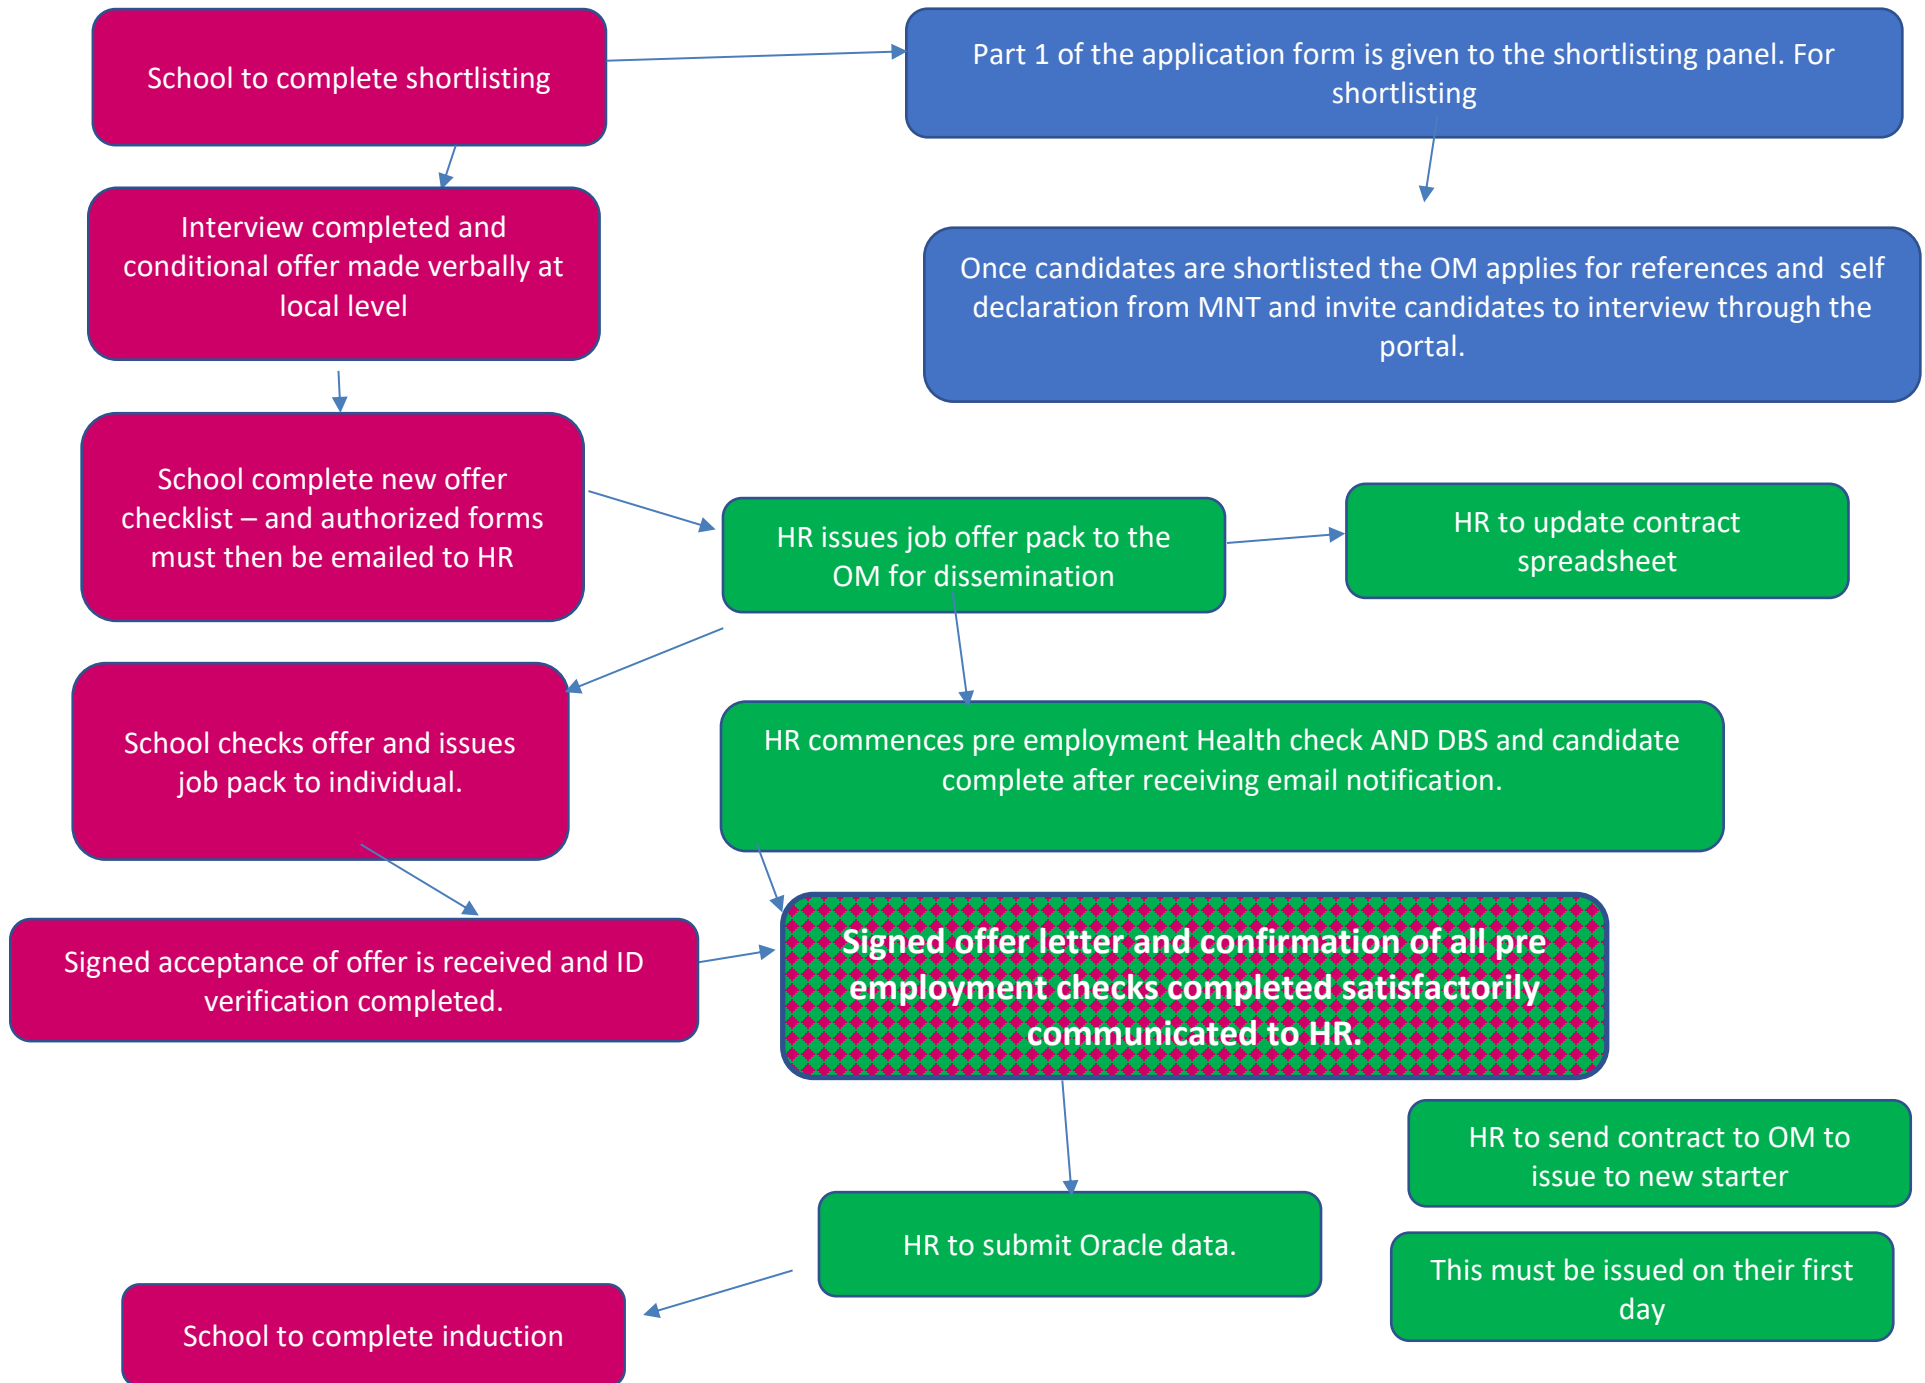 School to complete shortlisting
Part 1 of the application form is given to the shortlisting panel. For
shortlisting
Interview completed and
conditional offer made verbally at
local level
Once candidates are shortlisted the OM applies for references and  self
declaration from MNT and invite candidates to interview through the
portal.
School complete new offer
checklist – and authorized forms
must then be emailed to HR
HR issues job offer pack to the
OM for dissemination
HR to update contract
spreadsheet
School checks offer and issues
job pack to individual.
HR commences pre employment Health check AND DBS and candidate
complete after receiving email notification.
Signed acceptance of offer is received and ID
verification completed.
Signed offer letter and confirmation of all pre
employment checks completed satisfactorily
communicated to HR.
HR to send contract to OM to
issue to new starter
HR to submit Oracle data.
This must be issued on their first
day
School to complete induction